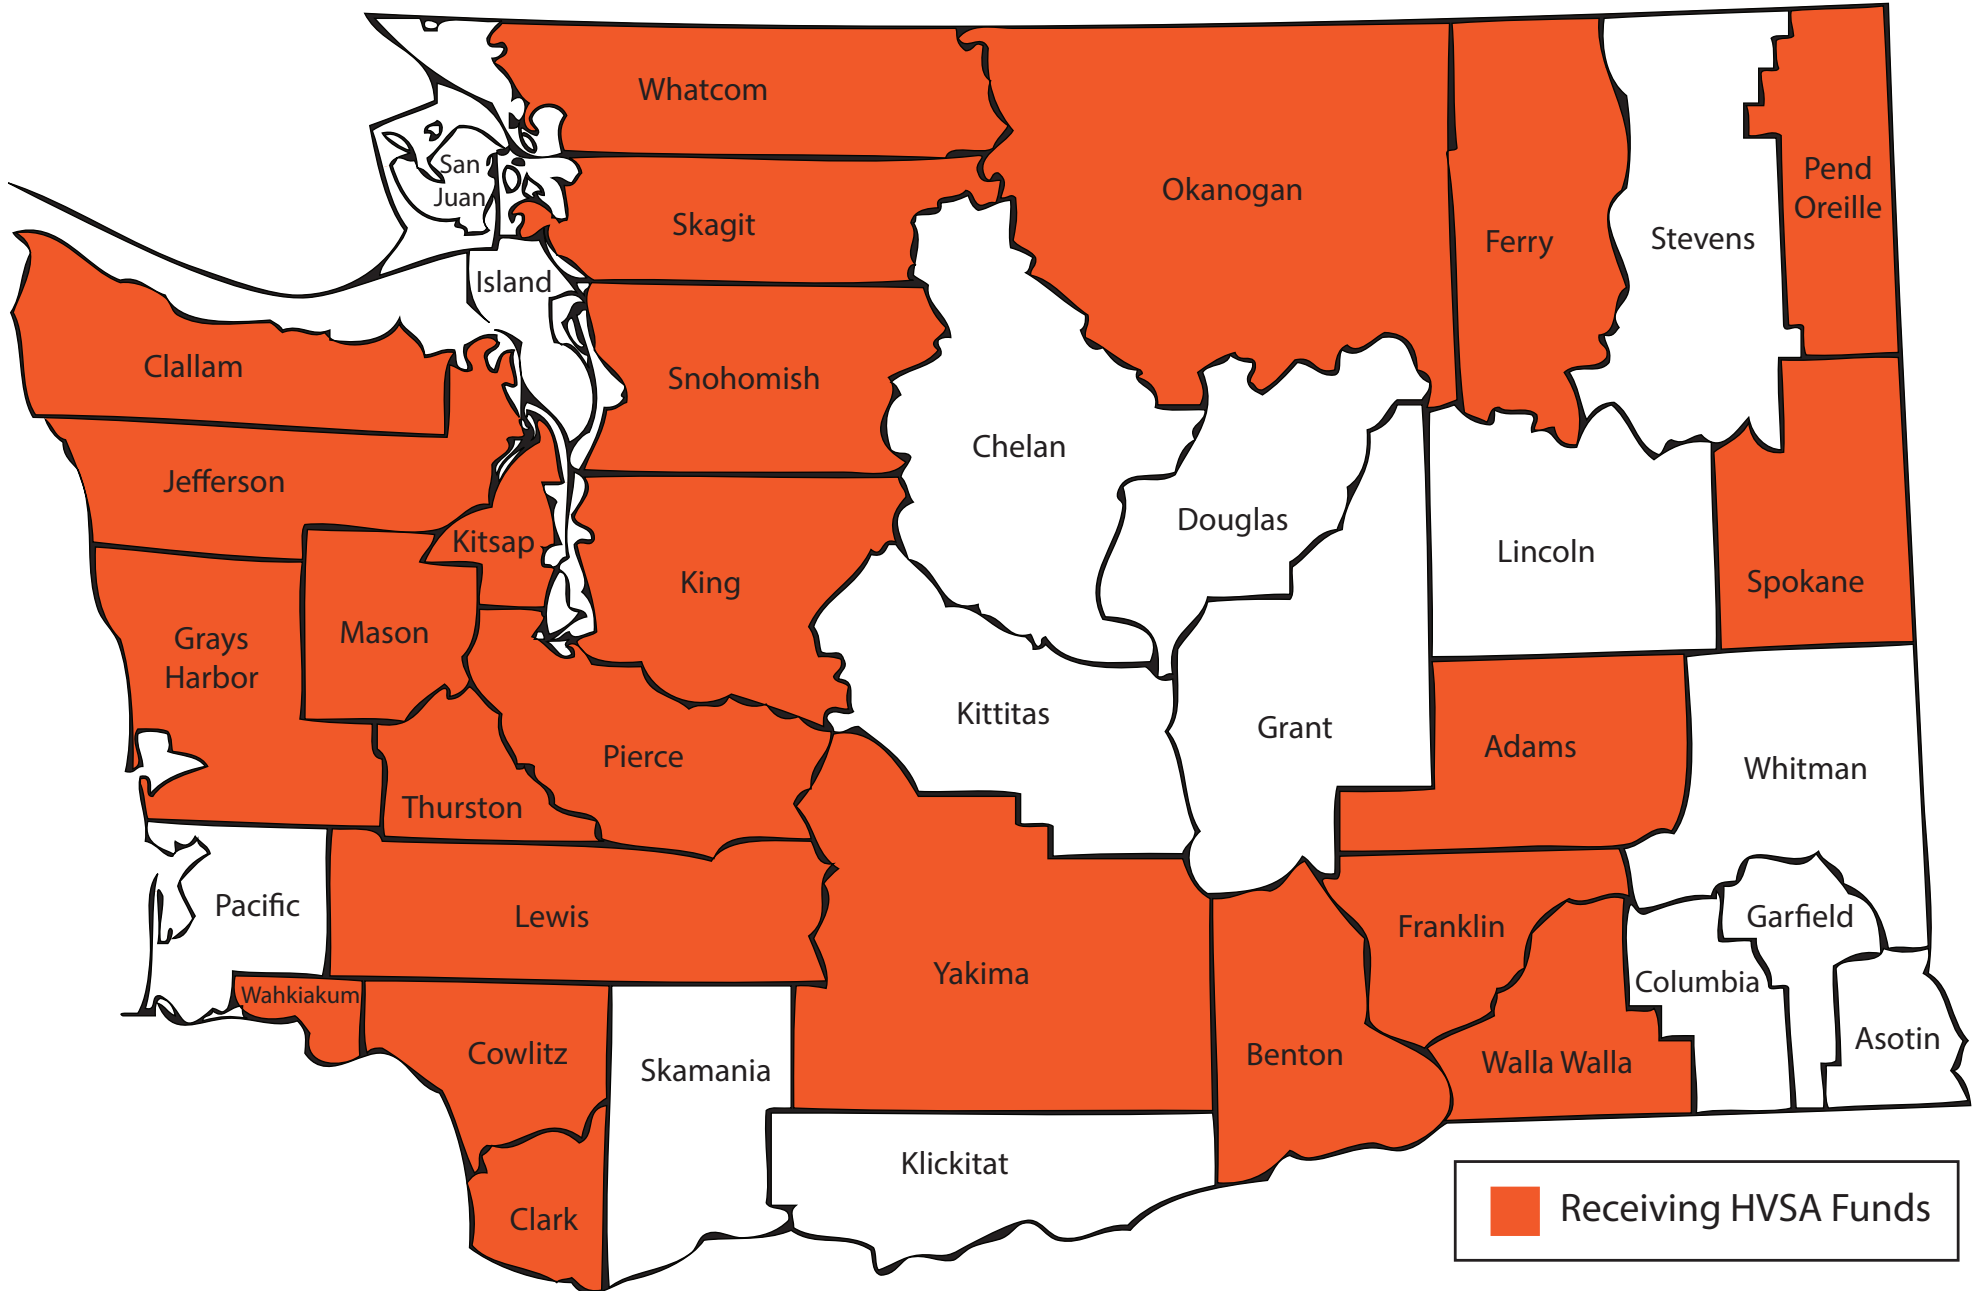 Whatcom
San
Juan
Skagit
Okanogan
Ferry
Stevens
Pend
Oreille
Island
Clallam
Snohomish
Chelan
Jefferson
Kitsap
King
Douglas
Lincoln
Spokane
Grays
Harbor
Mason
Kittitas
Grant
Adams
Whitman
Pierce
Thurston
Pacific
Lewis
Yakima
Franklin
Garfield
Columbia
Wahkiakum
Cowlitz
Skamania
Benton
Walla Walla
Asotin
Klickitat
Clark
Receiving HVSA Funds